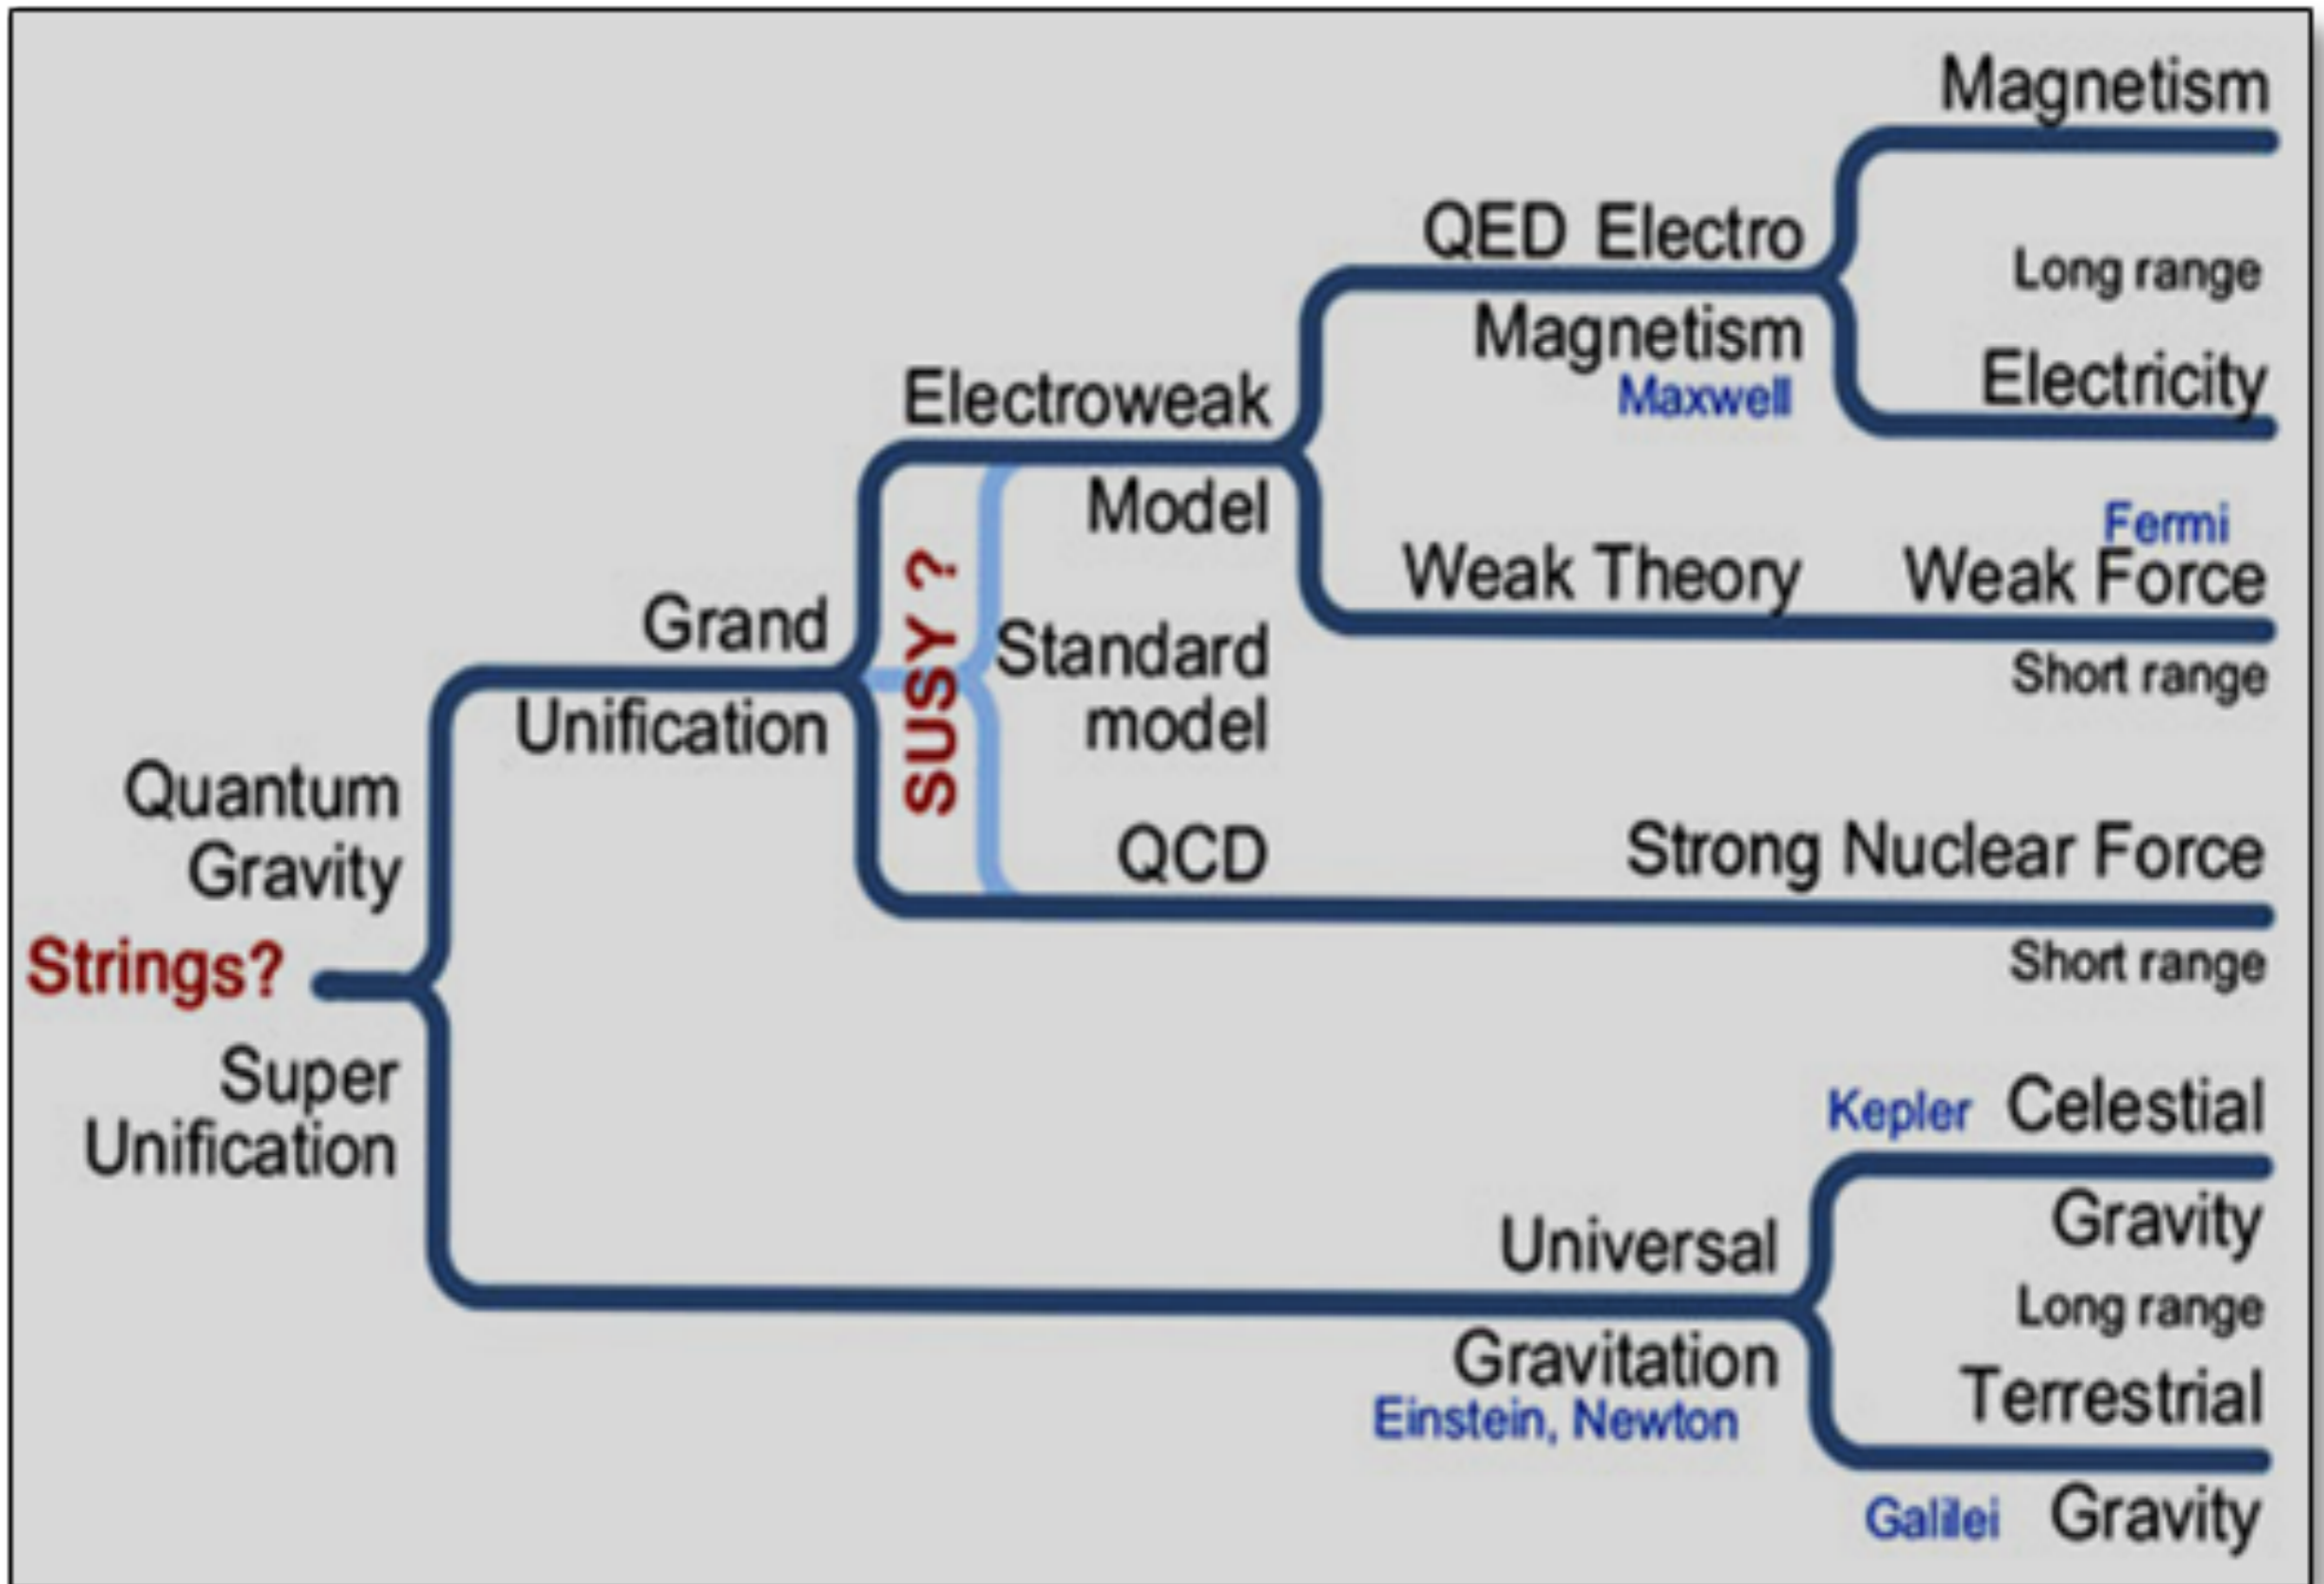 Magnetism
QED Electro
Long range
Magnetism
Maxwell
Electricity
Electroweak
Model
Fermi
Weak Theory
Weak Force
Short range
Grand
Unification
SUSY ?
Standard
model
Quantum
Gravity
QCD
Strong Nuclear Force
Short range
Strings?
Super
Unification
Kepler
Celestial
Gravity
Universal
Gravitation
Einstein, Newton
Long range
Terrestrial
Galilei
Gravity